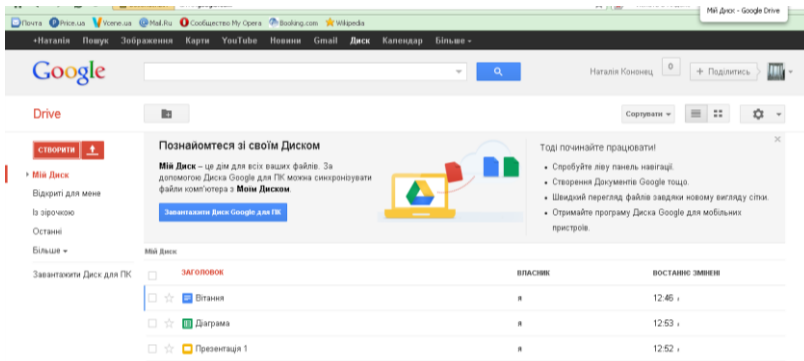 Мій Диск - Google Drive
Почта Price.ua Vcene.ua Mail.Ru Сообщество My Opera Booking.com Wikipedia
+Наталія Пошук Зображення Карти YouTube Новини Gmail Диск Календар Більше
Google
Наталія Кононец 0 + Поділитись
Drive
Сортувати
СТВОРИТИ
Мій Диск
Відкриті для мене
Із зірочкою
Останні
Більше
Завантажити Диск для ПК
Познайомтеся зі своїм Диском
Мій Диск – це дім для всіх ваших файлів. За
допомогою Диска Google для ПК можна синхронізувати
файли комп'ютера з Моїм Диском.
Завантажити Диск Google для ПК
Тоді починайте працювати!
• Спробуйте ліву панель навігації.
• Створення Документів Google тощо.
• Швидкий перегляд файлів завдяки новому вигляду сітки.
• Отримайте програму Диска Google для мобільних
пристроїв.
Мій Диск
ЗАГОЛОВОК ВЛАСНИК ВОСТАННЄ ЗМІНЕНІ
Вітання я 12:46
Діаграма я 12:53
Презентація 1 я 12:52